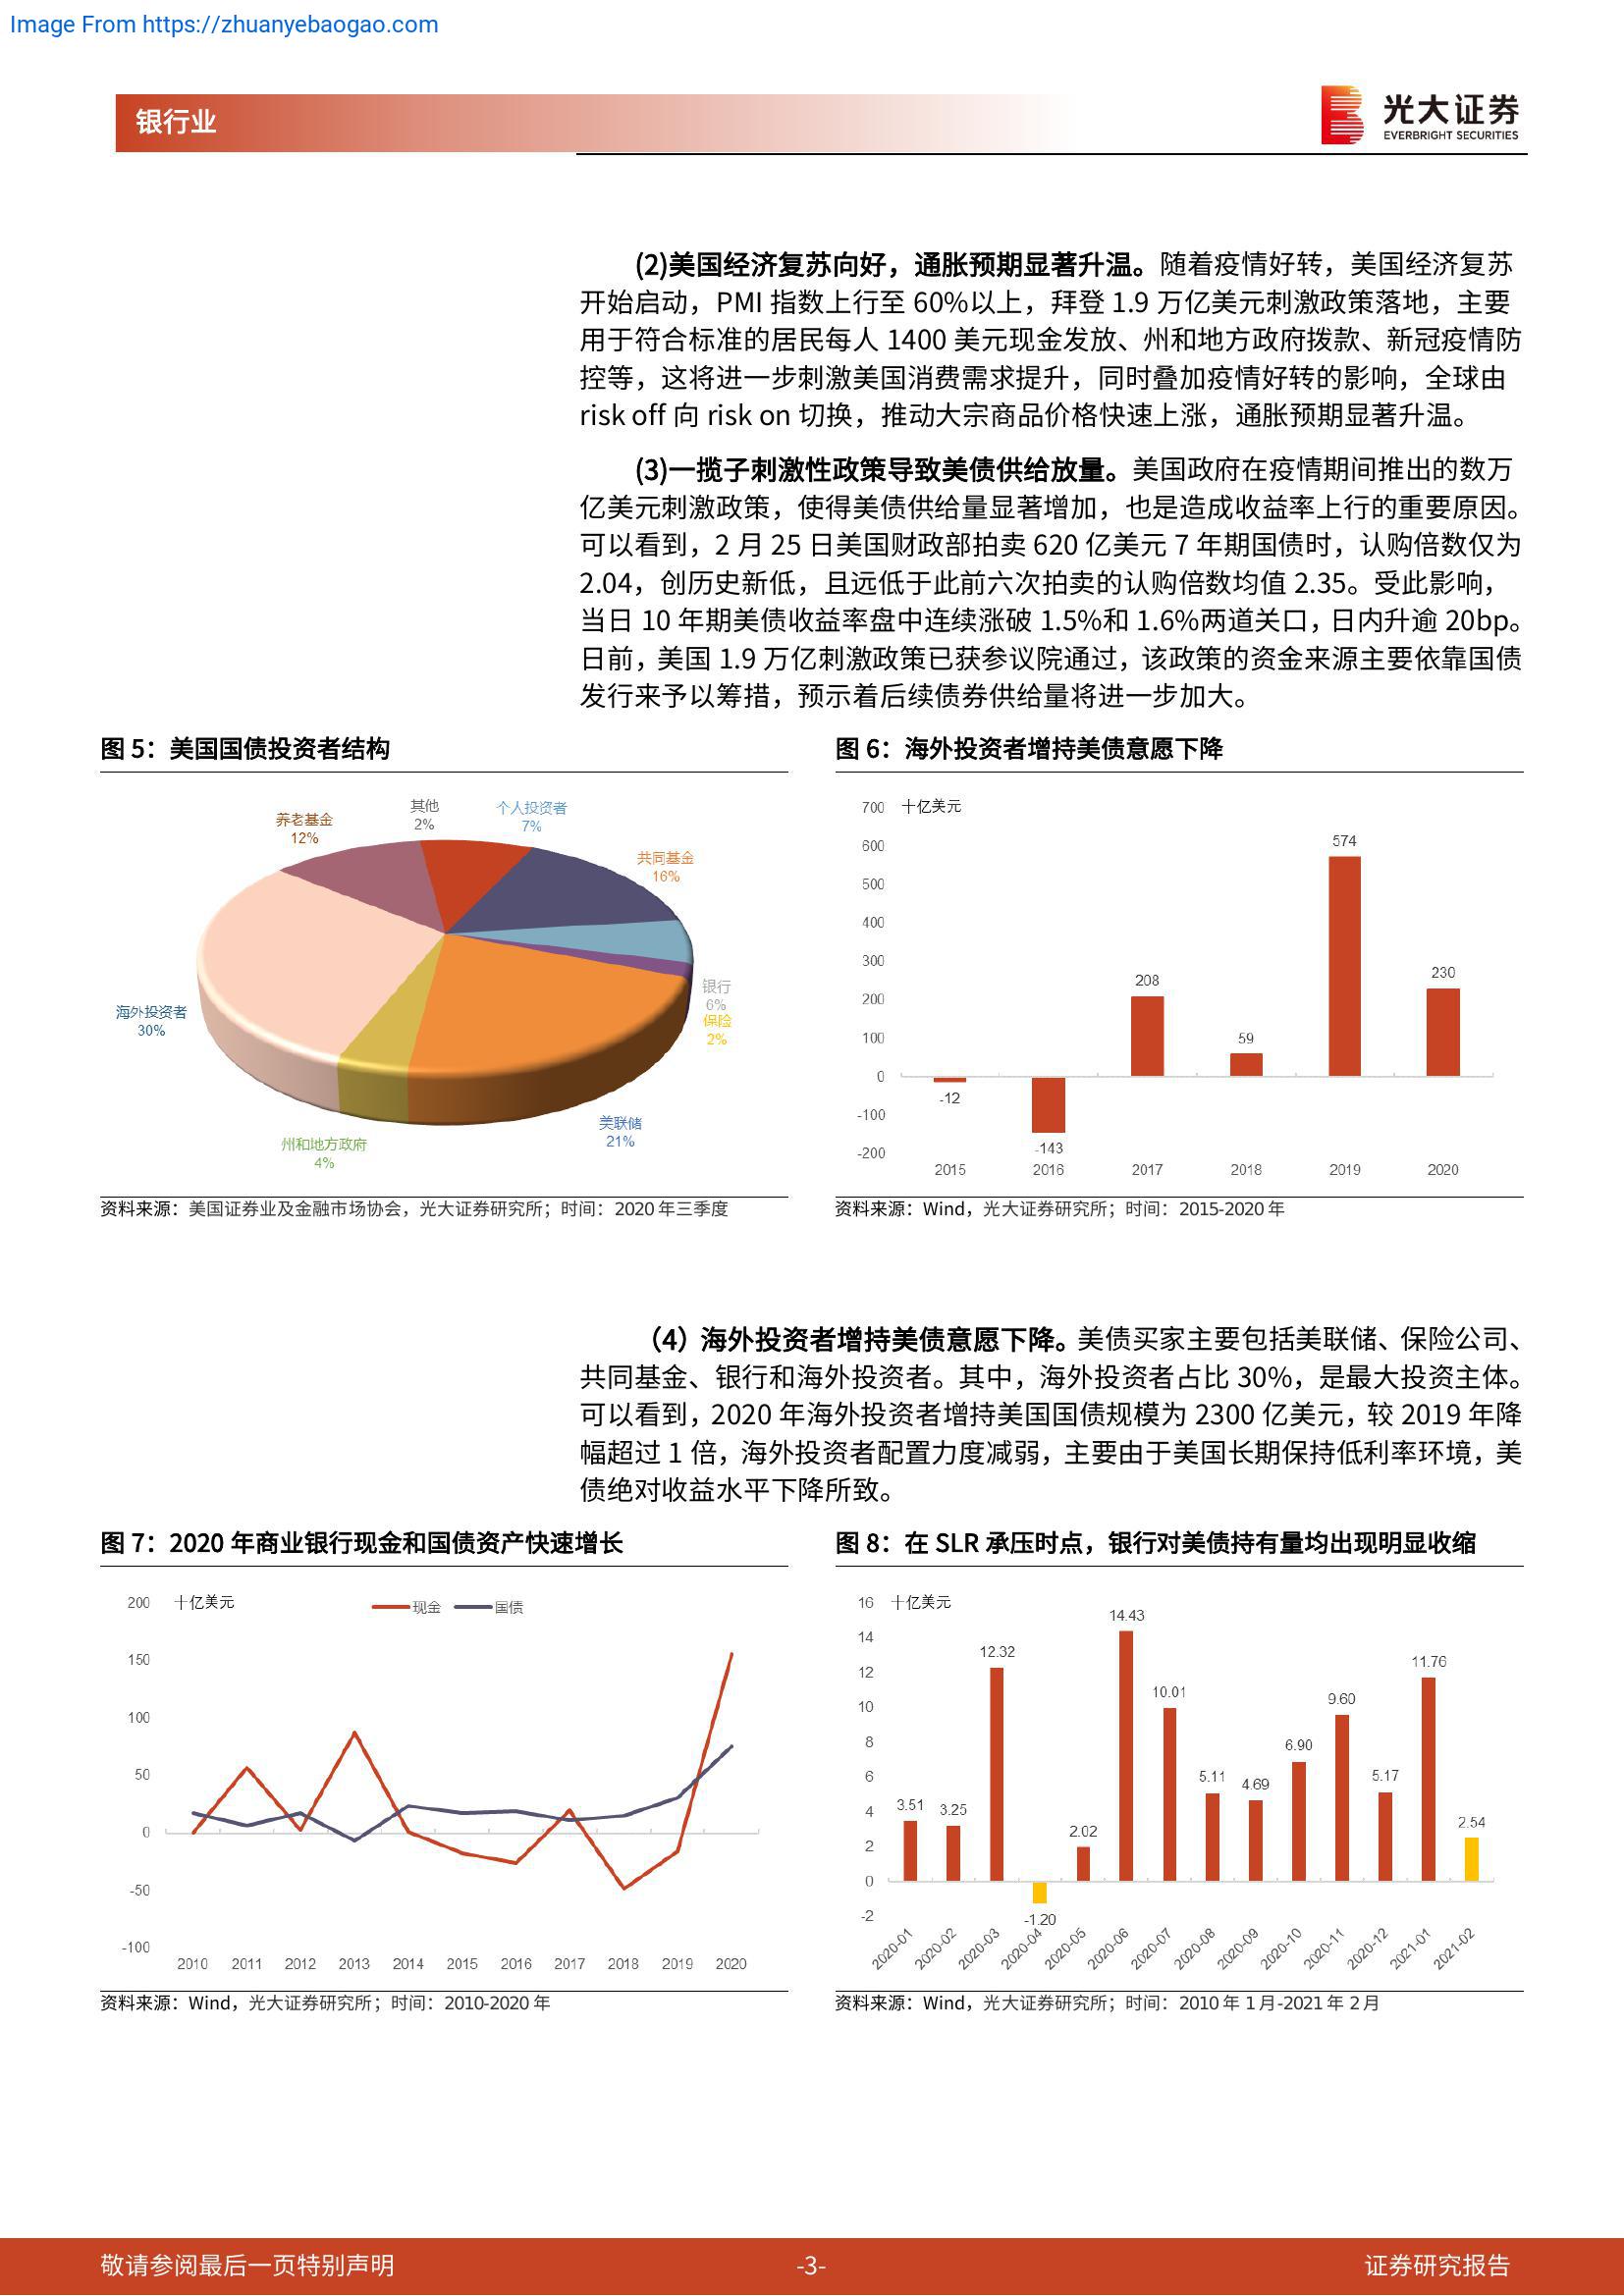 Image From https://zhuanyebaogao.com
银行业
光大证券
EVERBRIGHT SECURITIES
(2)美国经济复苏向好，通胀预期显著升温。随着疫情好转，美国经济复苏
开始启动，PMI 指数上行至 60%以上，拜登 1.9 万亿美元刺激政策落地，主要
用于符合标准的居民每人 1400 美元现金发放、州和地方政府拨款、新冠疫情防
控等，这将进一步刺激美国消费需求提升，同时叠加疫情好转的影响，全球由
risk off 向 risk on 切换，推动大宗商品价格快速上涨，通胀预期显著升温。
(3)一揽子刺激性政策导致美债供给放量。美国政府在疫情期间推出的数万
亿美元刺激政策，使得美债供给量显著增加，也是造成收益率上行的重要原因。
可以看到，2 月 25 日美国财政部拍卖 620 亿美元 7 年期国债时，认购倍数仅为
2.04，创历史新低，且远低于此前六次拍卖的认购倍数均值 2.35。受此影响，
当日 10 年期美债收益率盘中连续涨破 1.5%和 1.6%两道关口，日内升逾 20bp。
日前，美国 1.9 万亿刺激政策已获参议院通过，该政策的资金来源主要依靠国债
发行来予以筹措，预示着后续债券供给量将进一步加大。
图 5：美国国债投资者结构
其他
2%
个人投资者
7%
养老基金
12%
共同基金
16%
银行
6%
保险
2%
海外投资者
30%
美联储
21%
州和地方政府
4%
资料来源：美国证券业及金融市场协会，光大证券研究所；时间：2020 年三季度
图 6：海外投资者增持美债意愿下降
十亿美元
700
600
500
400
300
200
100
0
-100
-200
-12
-143
208
59
574
230
2015 2016 2017 2018 2019 2020
资料来源：Wind，光大证券研究所；时间：2015-2020 年
（4）海外投资者增持美债意愿下降。美债买家主要包括美联储、保险公司、
共同基金、银行和海外投资者。其中，海外投资者占比 30%，是最大投资主体。
可以看到，2020 年海外投资者增持美国国债规模为 2300 亿美元，较 2019 年降
幅超过 1 倍，海外投资者配置力度减弱，主要由于美国长期保持低利率环境，美
债绝对收益水平下降所致。
图 7：2020 年商业银行现金和国债资产快速增长
十亿美元
现金 国债
200
150
100
50
0
-50
-100
2010 2011 2012 2013 2014 2015 2016 2017 2018 2019 2020
资料来源：Wind，光大证券研究所；时间：2010-2020 年
图 8：在 SLR 承压时点，银行对美债持有量均出现明显收缩
十亿美元
16
14
12
10
8
6
4
2
0
-2
3.51
3.25
12.32
-1.20
2.02
14.43
10.01
5.11
4.69
6.90
9.60
5.17
11.76
2.54
2020-01 2020-02 2020-03 2020-04 2020-05 2020-06 2020-07 2020-08 2020-09 2020-10 2020-11 2020-12 2021-01 2021-02
资料来源：Wind，光大证券研究所；时间：2010 年 1 月-2021 年 2 月
敬请参阅最后一页特别声明
-3-
证券研究报告